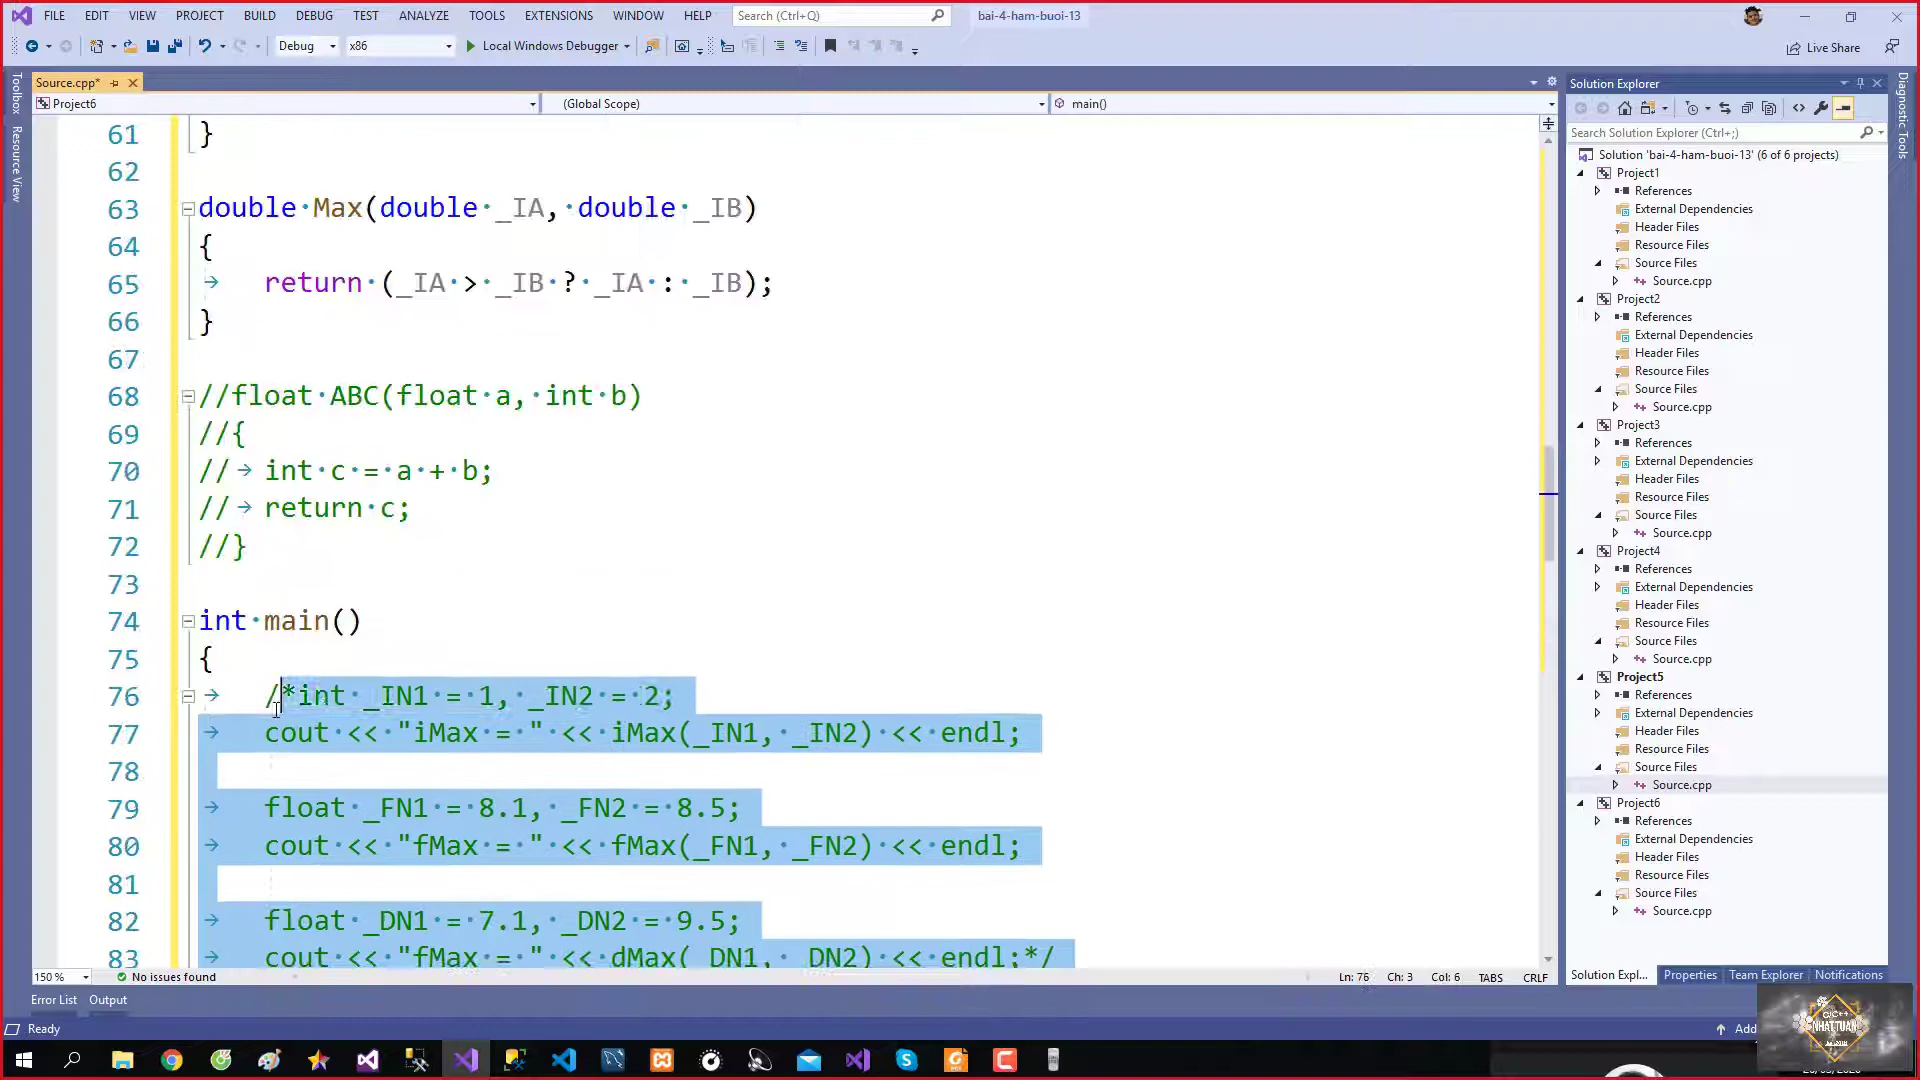 FILE EDIT VIEW PROJECT BUILD DEBUG TEST ANALYZE TOOLS EXTENSIONS WINDOW HELP Search (Ctrl+Q) bai-4-ham-buoi-13
Debug x86 Local Windows Debugger Live Share
Toolbox
Resource View
Source.cpp*
Project6 (Global Scope) main()
61 }
62
63 double Max(double _IA, double _IB)
64 {
65 return (_IA > _IB ? _IA : _IB);
66 }
67
68 //float ABC(float a, int b)
69 //{
70 // int c = a + b;
71 // return c;
72 //}
73
74 int main()
75 {
76 /*int _IN1 = 1, _IN2 = 2;
77 cout << "iMax = " << iMax(_IN1, _IN2) << endl;
78
79 float _FN1 = 8.1, _FN2 = 8.5;
80 cout << "fMax = " << fMax(_FN1, _FN2) << endl;
81
82 float _DN1 = 7.1, _DN2 = 9.5;
83 cout << "fMax = " << dMax(_DN1, _DN2) << endl;*/
150 % No issues found Ln: 76 Ch: 3 Col: 6 TABS CRLF
Error List Output
Ready
Solution Explorer
Search Solution Explorer (Ctrl+;)
Solution 'bai-4-ham-buoi-13' (6 of 6 projects)
Project1
References
External Dependencies
Header Files
Resource Files
Source Files
Source.cpp
Project2
References
External Dependencies
Header Files
Resource Files
Source Files
Source.cpp
Project3
References
External Dependencies
Header Files
Resource Files
Source Files
Source.cpp
Project4
References
External Dependencies
Header Files
Resource Files
Source Files
Source.cpp
Project5
References
External Dependencies
Header Files
Resource Files
Source Files
Source.cpp
Project6
References
External Dependencies
Header Files
Resource Files
Source Files
Source.cpp
Solution Expl... Properties Team Explorer Notifications
Diagnostic Tools
Add
C/C++
NHATTUAN